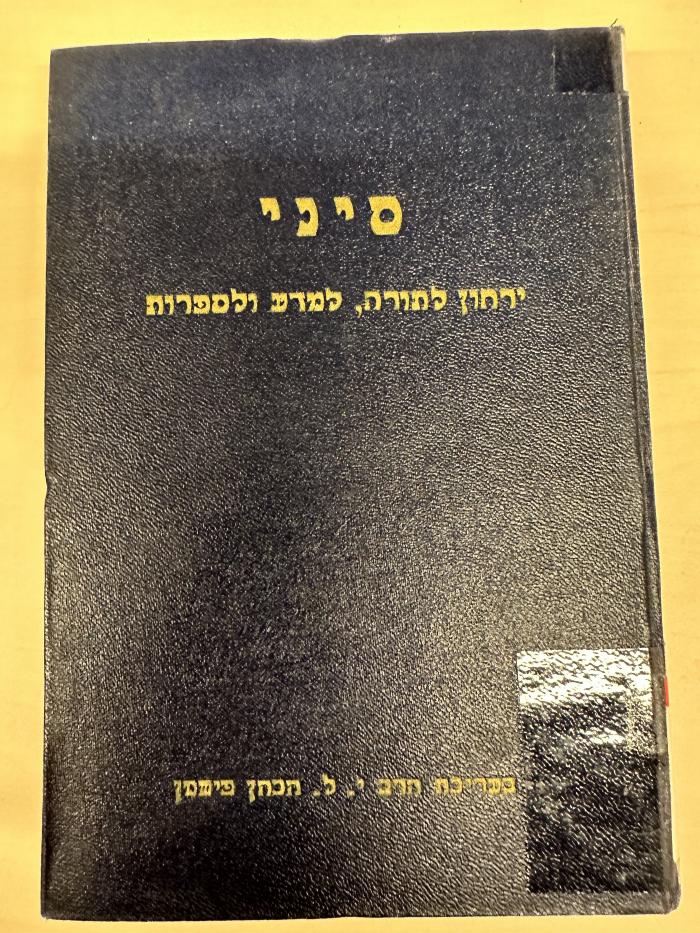 סיני
ירחון לתורה, למדע ולספרות
בעריכת הרב י. ל. הכהן פישמן